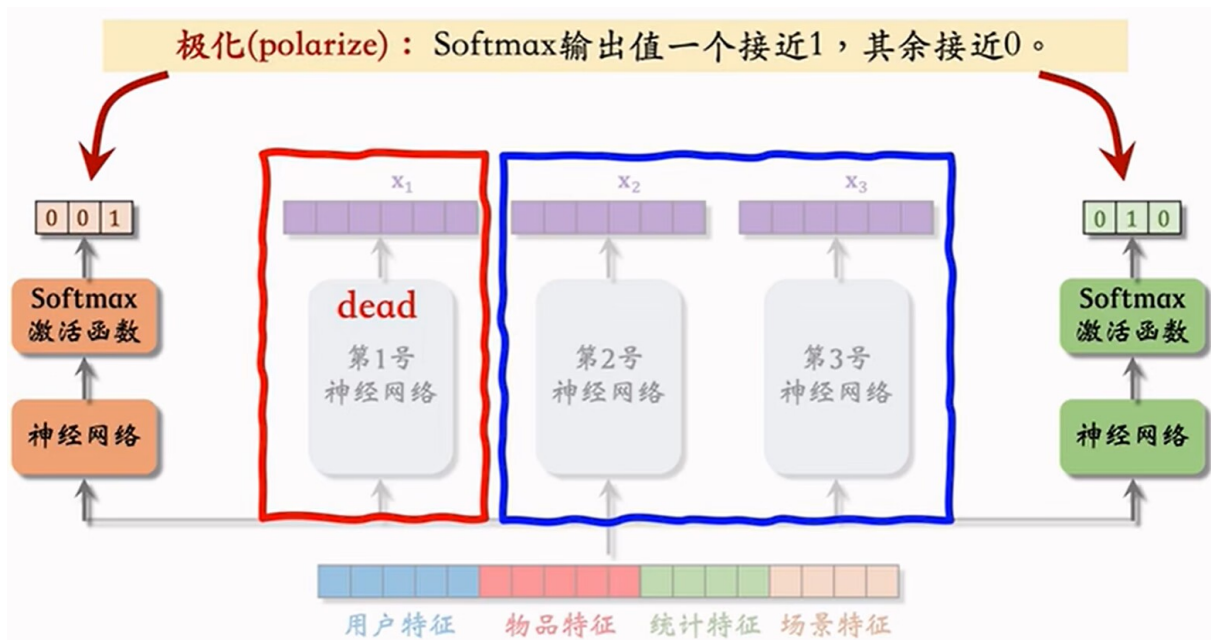 极化(polarize)：Softmax输出值一个接近1，其余接近0。
x₁
x₂
x₃
0 0 1
0 1 0
Softmax
激活函数
dead
第1号
神经网络
第2号
神经网络
第3号
神经网络
Softmax
激活函数
神经网络
神经网络
用户特征
物品特征
统计特征
场景特征